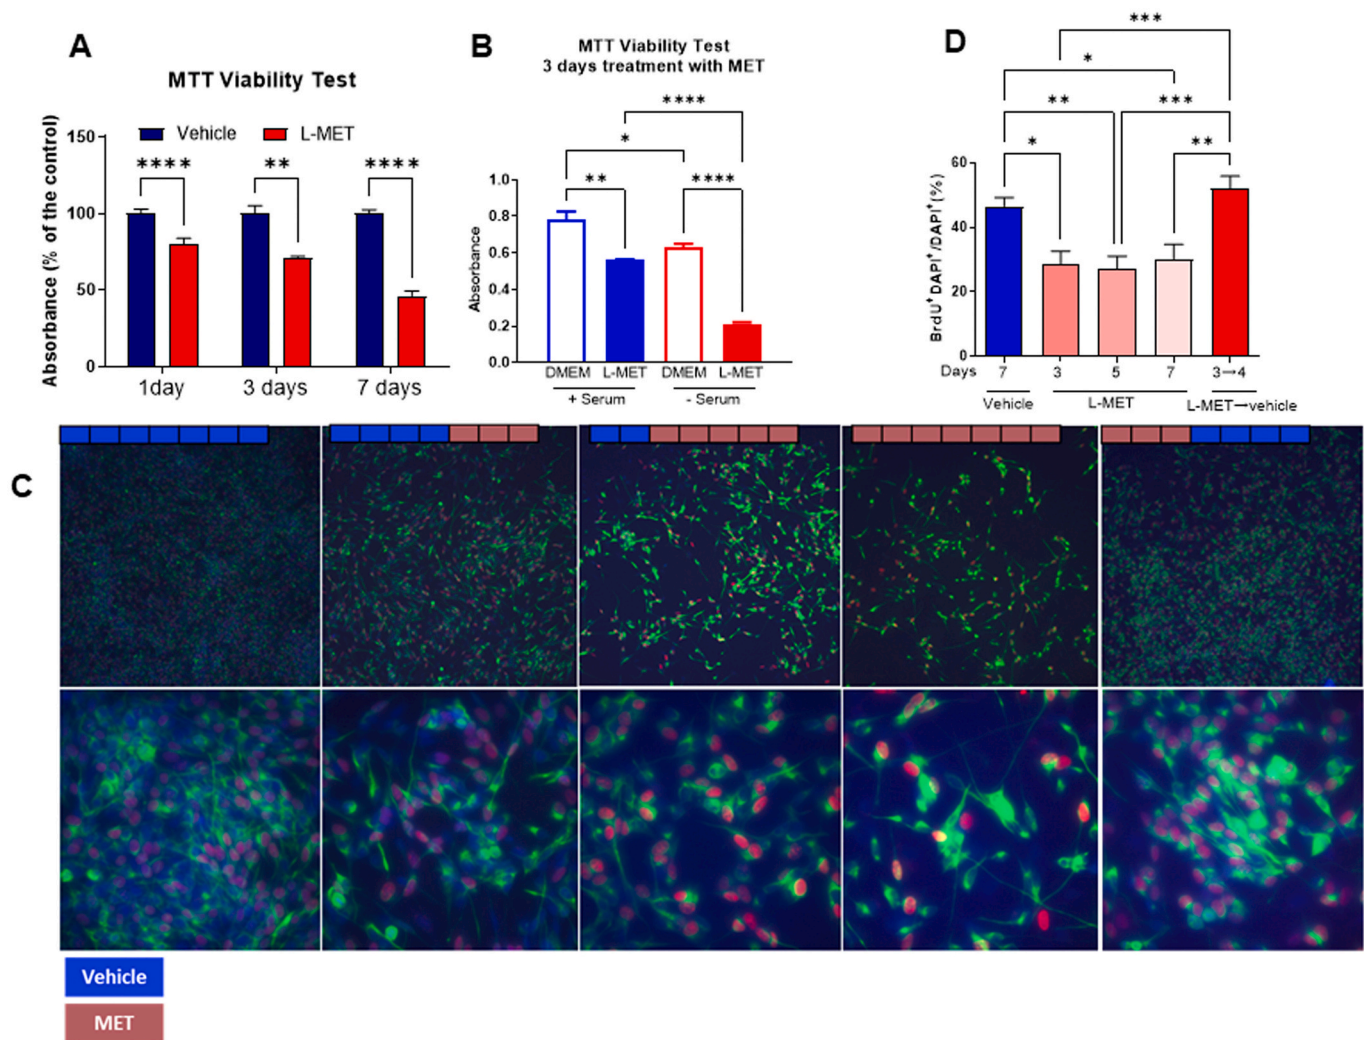 A
MTT Viability Test
Vehicle
L-MET
Absorbance (% of the control)
150
100
50
0
****
**
****
1day
3 days
7 days
B
MTT Viability Test
3 days treatment with MET
****
*
**
****
Absorbance
1.0
0.8
0.6
0.4
0.2
0.0
DMEM
L-MET
DMEM
L-MET
+ Serum
- Serum
D
***
*
**
***
*
**
BrdU⁺DAPI⁺/DAPI⁺(%)
60
40
20
0
Days
7
3
5
7
3→4
Vehicle
L-MET
L-MET→vehicle
C
Vehicle
MET